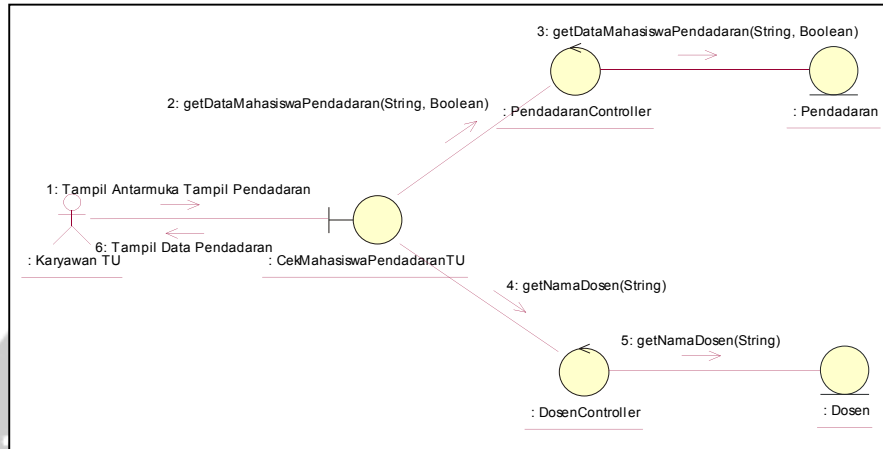 3: getDataMahasiswaPendadaran(String, Boolean)
: PendadaranController
: Pendadaran
2: getDataMahasiswaPendadaran(String, Boolean)
1: Tampil Antarmuka Tampil Pendadaran
6: Tampil Data Pendadaran
: Karyawan TU
: CekMahasiswaPendadaranTU
4: getNamaDosen(String)
5: getNamaDosen(String)
: DosenController
: Dosen